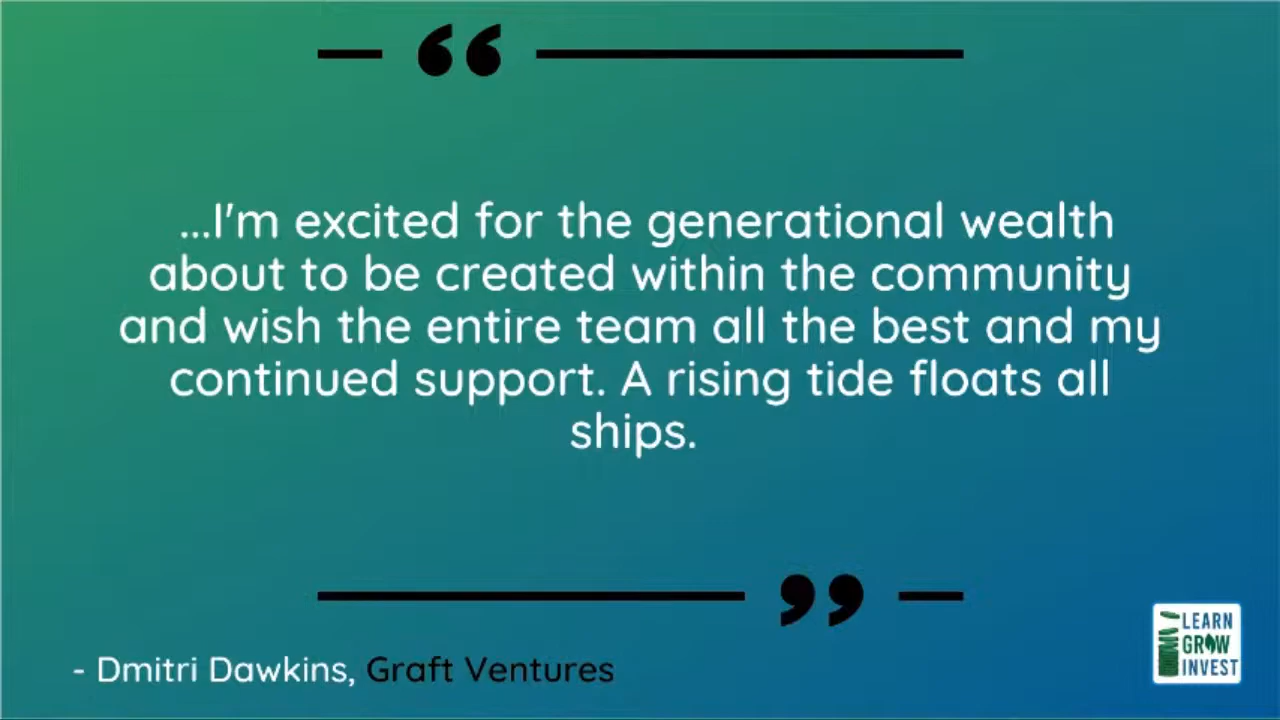 ...I'm excited for the generational wealth
about to be created within the community
and wish the entire team all the best and my
continued support. A rising tide floats all
ships.
- Dmitri Dawkins, Graft Ventures
LEARN
GROW
INVEST